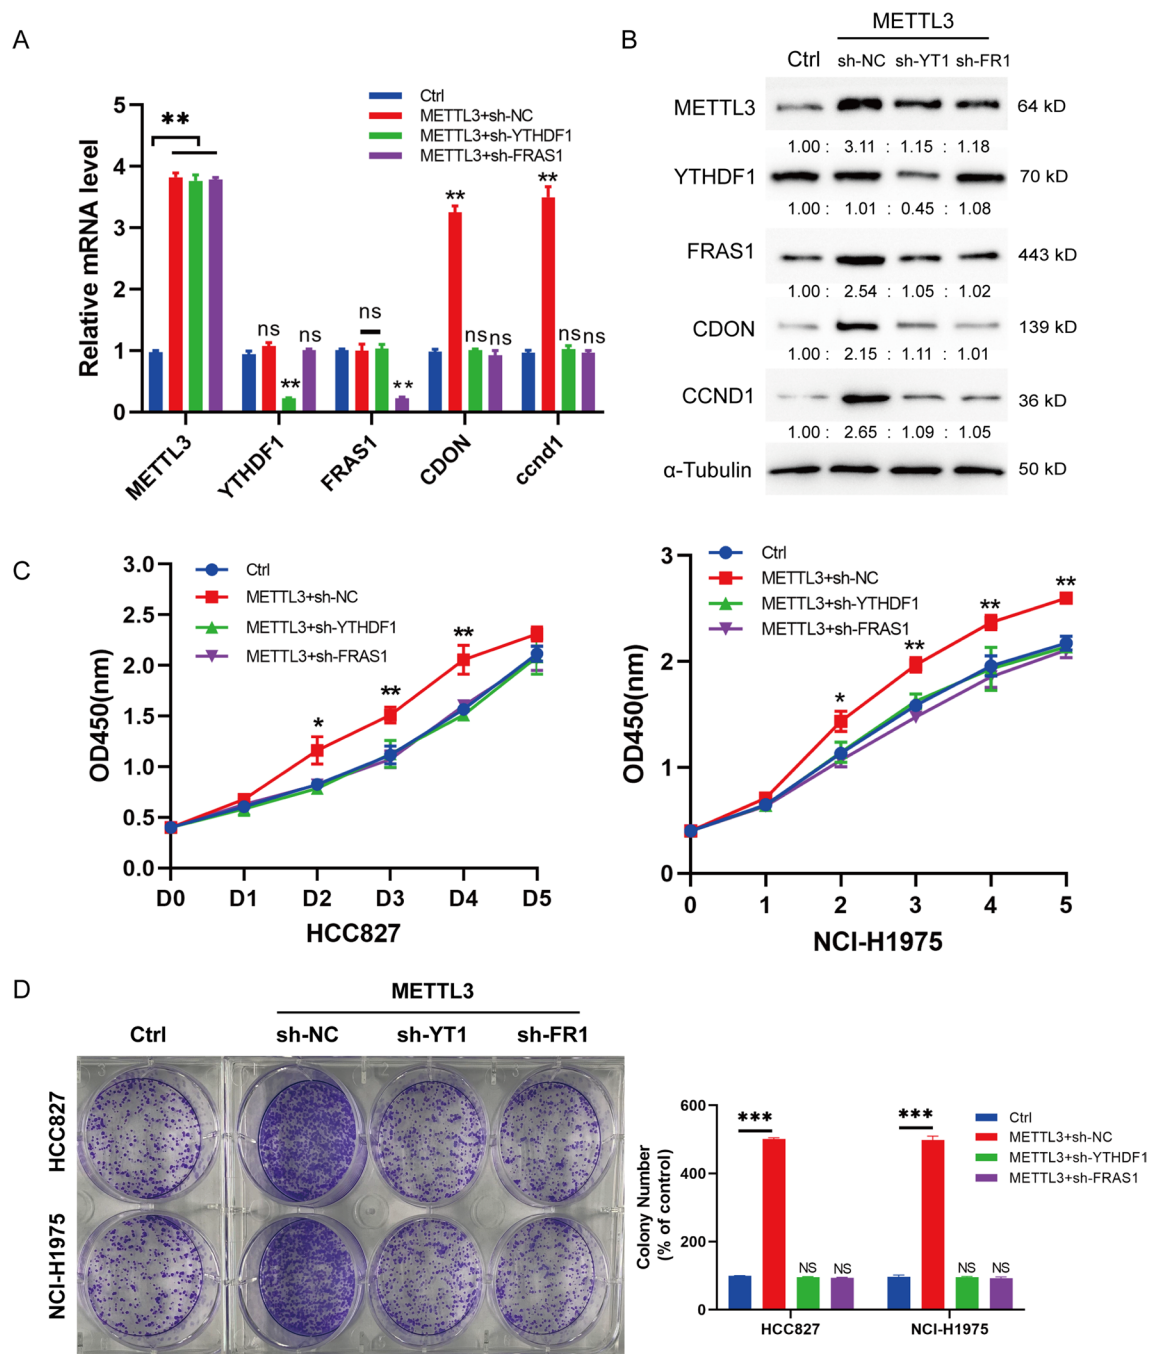 A
Ctrl
METTL3+sh-NC
METTL3+sh-YTHDF1
METTL3+sh-FRAS1
Relative mRNA level
5
4
3
2
1
0
**
ns
**
ns
ns
**
**
ns ns
**
ns ns
METTL3
YTHDF1
FRAS1
CDON
ccnd1
B
METTL3
Ctrl sh-NC sh-YT1 sh-FR1
METTL3 64 kD
1.00 : 3.11 : 1.15 : 1.18
YTHDF1 70 kD
1.00 : 1.01 : 0.45 : 1.08
FRAS1 443 kD
1.00 : 2.54 : 1.05 : 1.02
CDON 139 kD
1.00 : 2.15 : 1.11 : 1.01
CCND1 36 kD
1.00 : 2.65 : 1.09 : 1.05
α-Tubulin 50 kD
C
Ctrl
METTL3+sh-NC
METTL3+sh-YTHDF1
METTL3+sh-FRAS1
OD450(nm)
3.0
2.5
2.0
1.5
1.0
0.5
0.0
*
**
**
D0 D1 D2 D3 D4 D5
HCC827
Ctrl
METTL3+sh-NC
METTL3+sh-YTHDF1
METTL3+sh-FRAS1
OD450(nm)
3
2
1
0
*
**
**
**
0 1 2 3 4 5
NCI-H1975
D
METTL3
Ctrl sh-NC sh-YT1 sh-FR1
HCC827
NCI-H1975
Colony Number
(% of control)
600
400
200
0
***
NS NS
***
NS NS
HCC827 NCI-H1975
Ctrl
METTL3+sh-NC
METTL3+sh-YTHDF1
METTL3+sh-FRAS1